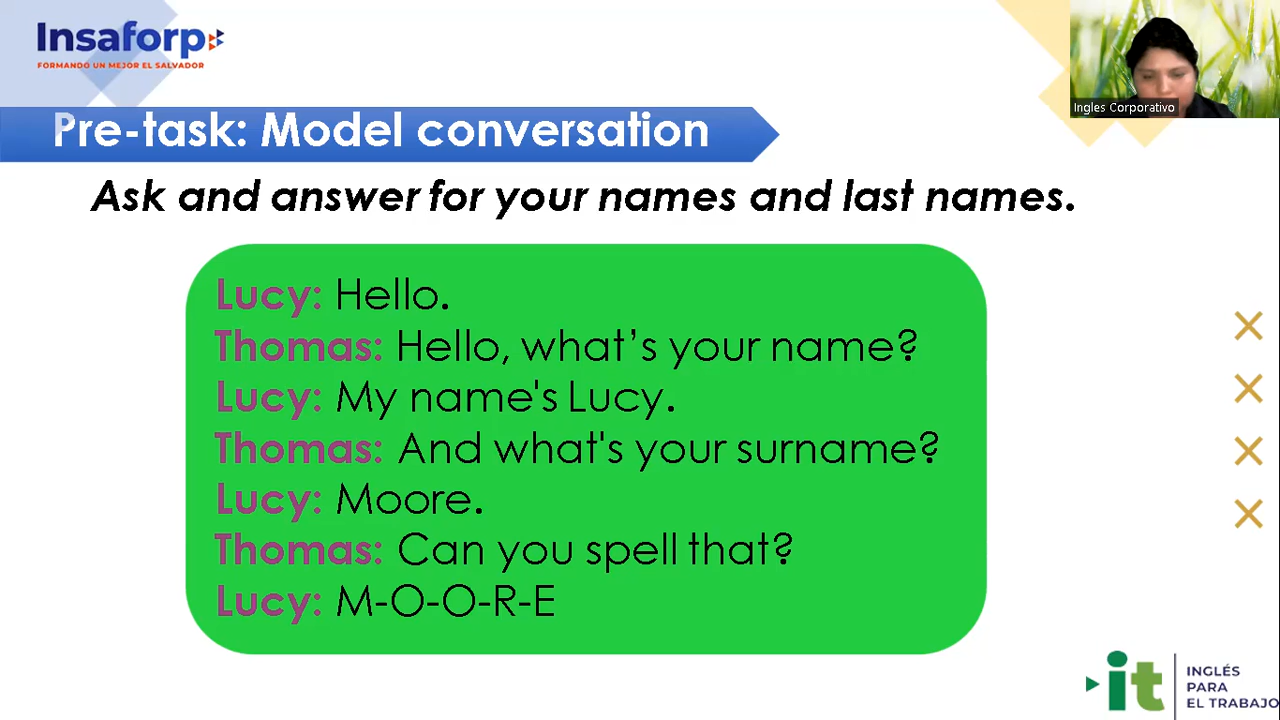 Insaforp
FORMANDO UN MEJOR EL SALVADOR
Ingles Corporativo
Pre-task: Model conversation
Ask and answer for your names and last names.
Lucy: Hello.
Thomas: Hello, what’s your name?
Lucy: My name's Lucy.
Thomas: And what's your surname?
Lucy: Moore.
Thomas: Can you spell that?
Lucy: M-O-O-R-E
it
INGLÉS
PARA
EL TRABAJO